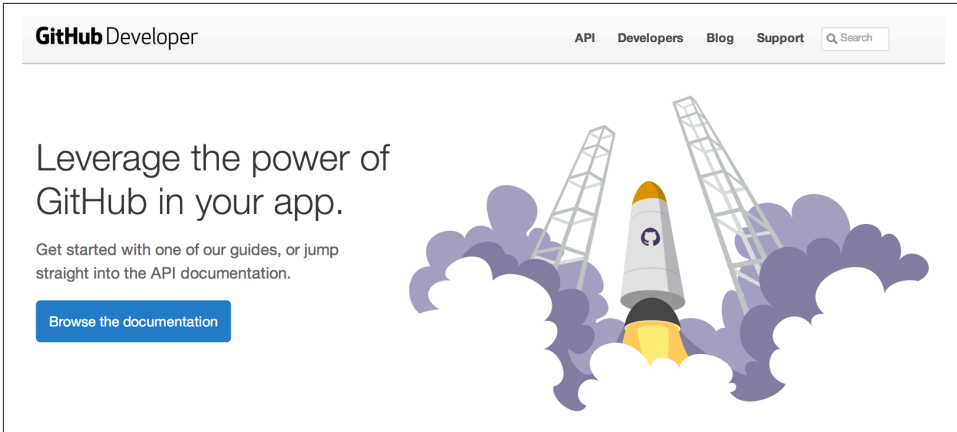 GitHub Developer
API Developers Blog Support Search
Leverage the power of
GitHub in your app.
Get started with one of our guides, or jump
straight into the API documentation.
Browse the documentation